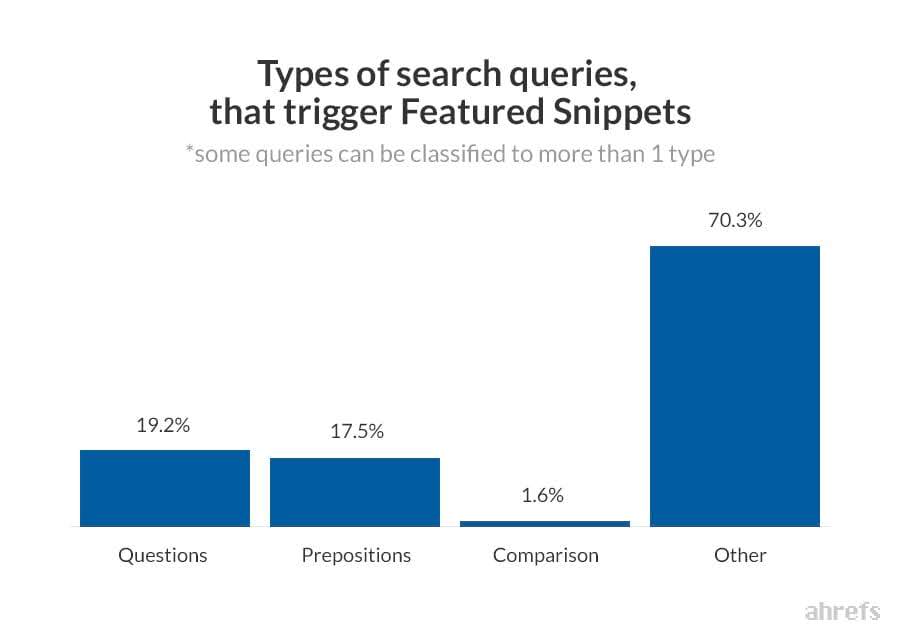 Types of search queries,
that trigger Featured Snippets
*some queries can be classified to more than 1 type
70.3%
19.2%
17.5%
1.6%
Questions
Prepositions
Comparison
Other
ahrefs